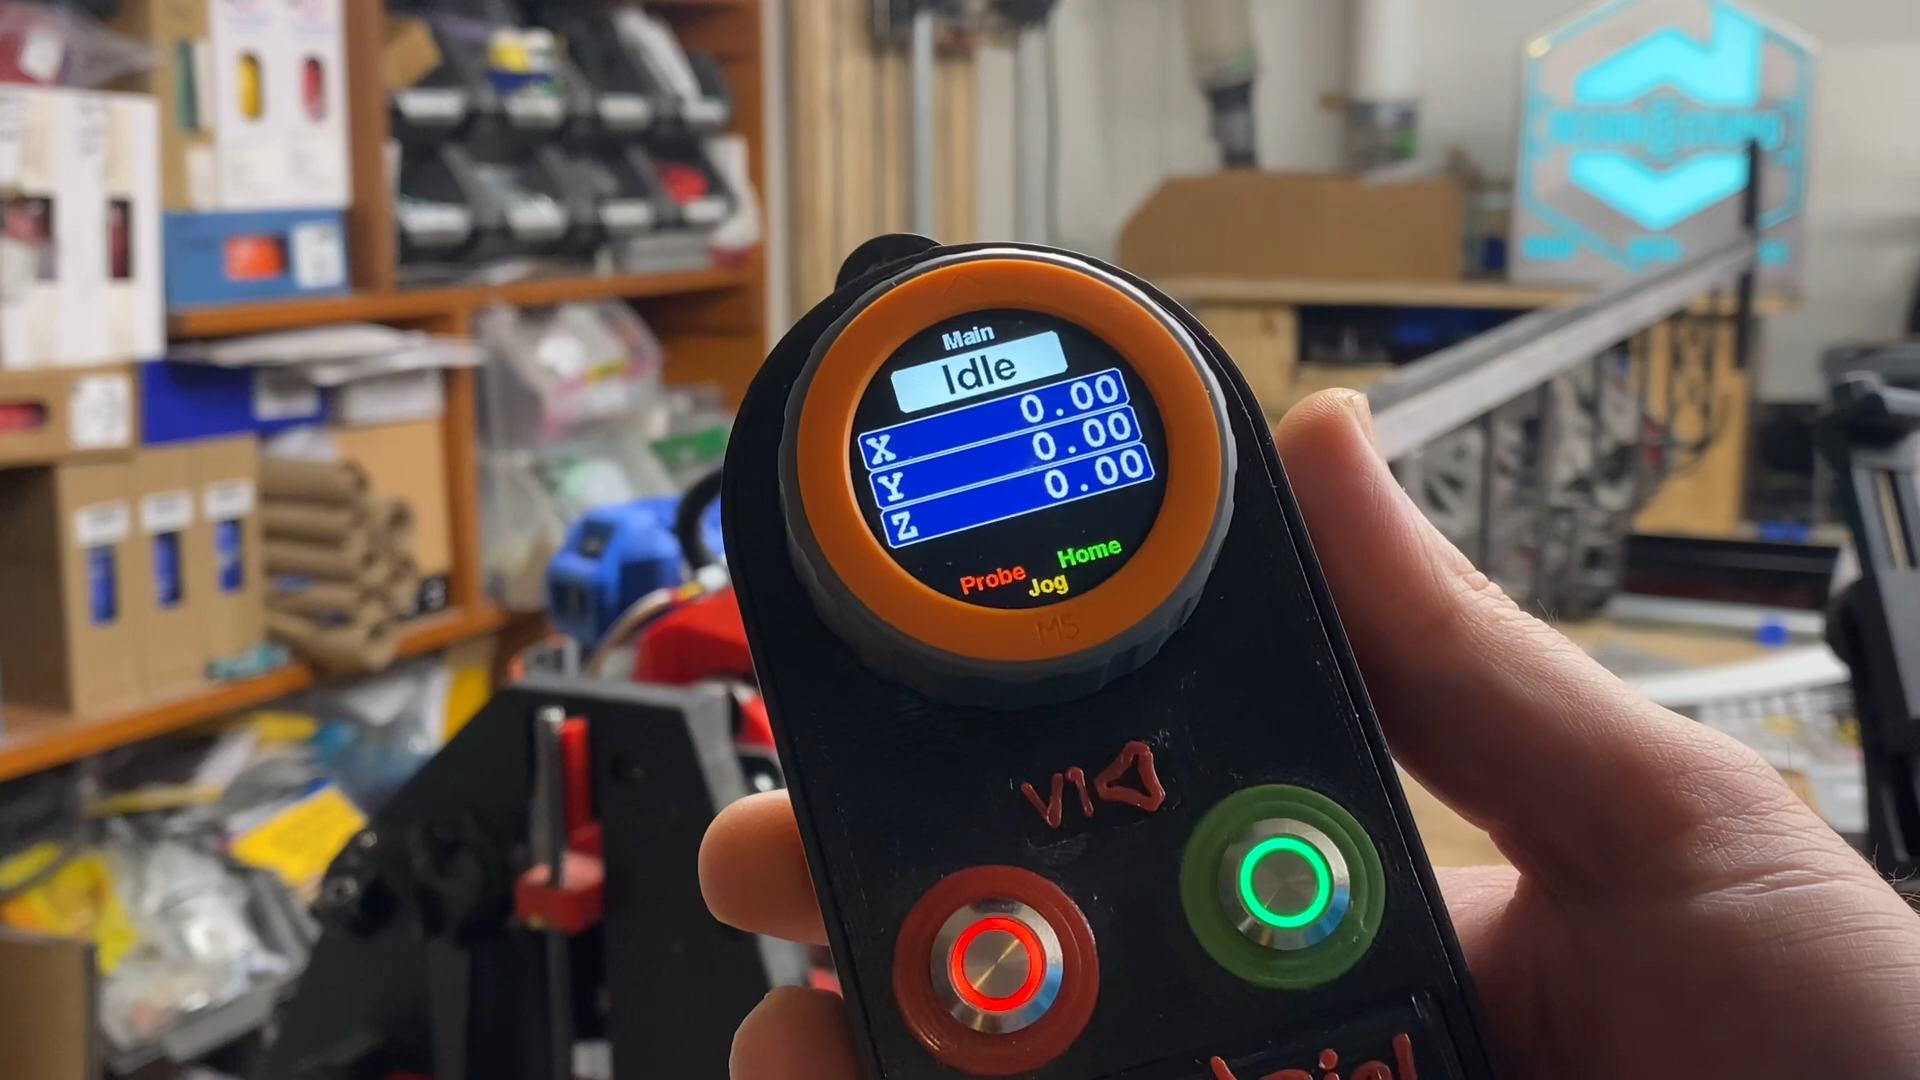 Main
Idle
X 0.00
Y 0.00
Z 0.00
Probe Home
Jog
M5
V1